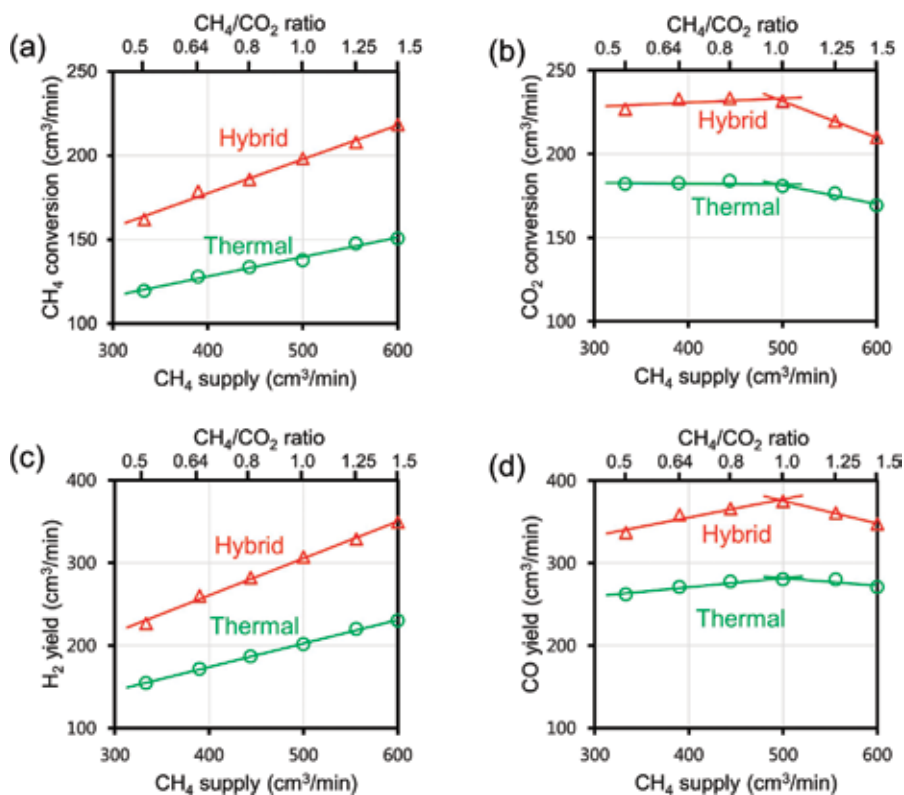 (a)
CH₄/CO₂ ratio
0.5 0.64 0.8 1.0 1.25 1.5
CH₄ conversion (cm³/min)
250
200
150
100
Hybrid
Thermal
300 400 500 600
CH₄ supply (cm³/min)
(b)
CH₄/CO₂ ratio
0.5 0.64 0.8 1.0 1.25 1.5
CO₂ conversion (cm³/min)
250
200
150
100
Hybrid
Thermal
300 400 500 600
CH₄ supply (cm³/min)
(c)
CH₄/CO₂ ratio
0.5 0.64 0.8 1.0 1.25 1.5
H₂ yield (cm³/min)
400
300
200
100
Hybrid
Thermal
300 400 500 600
CH₄ supply (cm³/min)
(d)
CH₄/CO₂ ratio
0.5 0.64 0.8 1.0 1.25 1.5
CO yield (cm³/min)
400
300
200
100
Hybrid
Thermal
300 400 500 600
CH₄ supply (cm³/min)